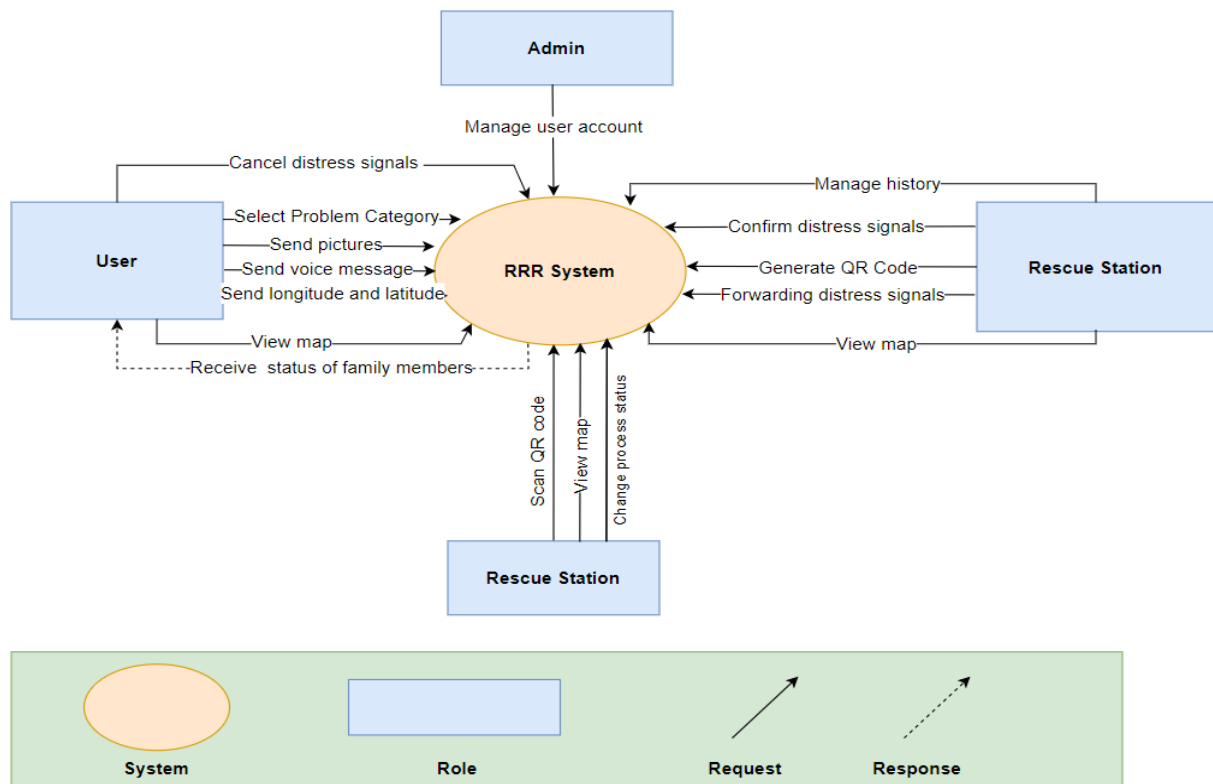 Admin
Manage user account
Cancel distress signals
Manage history
Select Problem Category
Confirm distress signals
Send pictures
User
RRR System
Rescue Station
Send voice message
Generate QR Code
Send longitude and latitude
Forwarding distress signals
View map
View map
Receive status of family members
Scan QR code
View map
Change process status
Rescue Station
System
Role
Request
Response